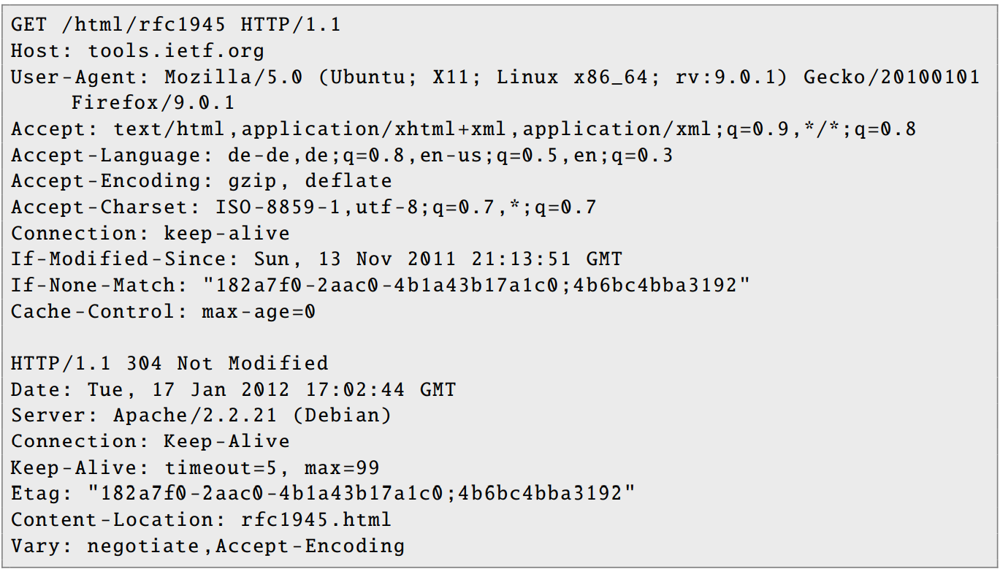 GET /html/rfc1945 HTTP/1.1
Host: tools.ietf.org
User-Agent: Mozilla/5.0 (Ubuntu; X11; Linux x86_64; rv:9.0.1) Gecko/20100101
Firefox/9.0.1
Accept: text/html,application/xhtml+xml,application/xml;q=0.9,*/*;q=0.8
Accept-Language: de-de,de;q=0.8,en-us;q=0.5,en;q=0.3
Accept-Encoding: gzip, deflate
Accept-Charset: ISO-8859-1,utf-8;q=0.7,*;q=0.7
Connection: keep-alive
If-Modified-Since: Sun, 13 Nov 2011 21:13:51 GMT
If-None-Match: "182a7f0-2aac0-4b1a43b17a1c0;4b6bc4bba3192"
Cache-Control: max-age=0

HTTP/1.1 304 Not Modified
Date: Tue, 17 Jan 2012 17:02:44 GMT
Server: Apache/2.2.21 (Debian)
Connection: Keep-Alive
Keep-Alive: timeout=5, max=99
Etag: "182a7f0-2aac0-4b1a43b17a1c0;4b6bc4bba3192"
Content-Location: rfc1945.html
Vary: negotiate,Accept-Encoding